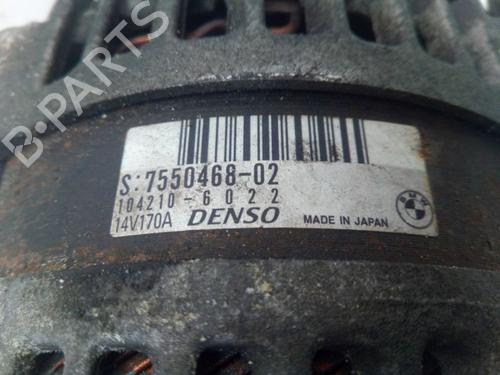 B-PARTS
S:7550468-02
104210-6022
14V170A DENSO MADE IN JAPAN
BMW